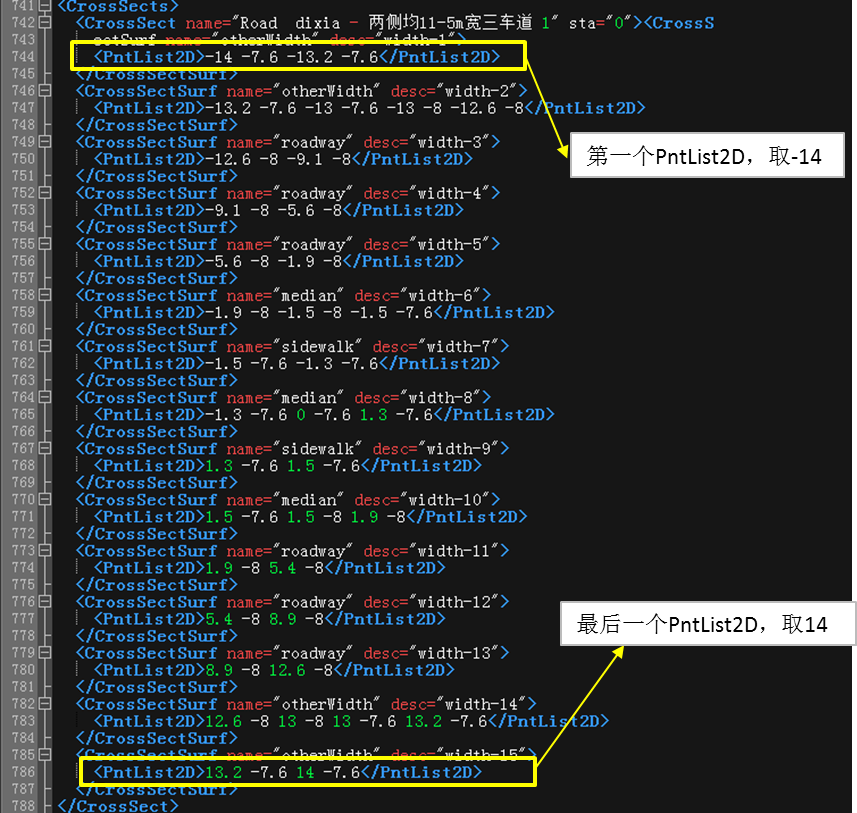 741 <CrossSects>
742 <CrossSect name="Road dixia - 两侧均11-5m宽三车道 1" sta="0"><CrossS
743 ectSurf name="otherWidth" desc="width-1">
744 <PntList2D>-14 -7.6 -13.2 -7.6</PntList2D>
745 </CrossSectSurf>
746 <CrossSectSurf name="otherWidth" desc="width-2">
747 <PntList2D>-13.2 -7.6 -13 -7.6 -13 -8 -12.6 -8</PntList2D>
748 </CrossSectSurf>
749 <CrossSectSurf name="roadway" desc="width-3">
第一个PntList2D，取-14
750 <PntList2D>-12.6 -8 -9.1 -8</PntList2D>
751 </CrossSectSurf>
752 <CrossSectSurf name="roadway" desc="width-4">
753 <PntList2D>-9.1 -8 -5.6 -8</PntList2D>
754 </CrossSectSurf>
755 <CrossSectSurf name="roadway" desc="width-5">
756 <PntList2D>-5.6 -8 -1.9 -8</PntList2D>
757 </CrossSectSurf>
758 <CrossSectSurf name="median" desc="width-6">
759 <PntList2D>-1.9 -8 -1.5 -8 -1.5 -7.6</PntList2D>
760 </CrossSectSurf>
761 <CrossSectSurf name="sidewalk" desc="width-7">
762 <PntList2D>-1.5 -7.6 -1.3 -7.6</PntList2D>
763 </CrossSectSurf>
764 <CrossSectSurf name="median" desc="width-8">
765 <PntList2D>-1.3 -7.6 0 -7.6 1.3 -7.6</PntList2D>
766 </CrossSectSurf>
767 <CrossSectSurf name="sidewalk" desc="width-9">
768 <PntList2D>1.3 -7.6 1.5 -7.6</PntList2D>
769 </CrossSectSurf>
770 <CrossSectSurf name="median" desc="width-10">
771 <PntList2D>1.5 -7.6 1.5 -8 1.9 -8</PntList2D>
772 </CrossSectSurf>
773 <CrossSectSurf name="roadway" desc="width-11">
774 <PntList2D>1.9 -8 5.4 -8</PntList2D>
775 </CrossSectSurf>
776 <CrossSectSurf name="roadway" desc="width-12">
777 <PntList2D>5.4 -8 8.9 -8</PntList2D>
最后一个PntList2D，取14
778 </CrossSectSurf>
779 <CrossSectSurf name="roadway" desc="width-13">
780 <PntList2D>8.9 -8 12.6 -8</PntList2D>
781 </CrossSectSurf>
782 <CrossSectSurf name="otherWidth" desc="width-14">
783 <PntList2D>12.6 -8 13 -8 13 -7.6 13.2 -7.6</PntList2D>
784 </CrossSectSurf>
785 <CrossSectSurf name="otherWidth" desc="width-15">
786 <PntList2D>13.2 -7.6 14 -7.6</PntList2D>
787 </CrossSectSurf>
788 </CrossSect>